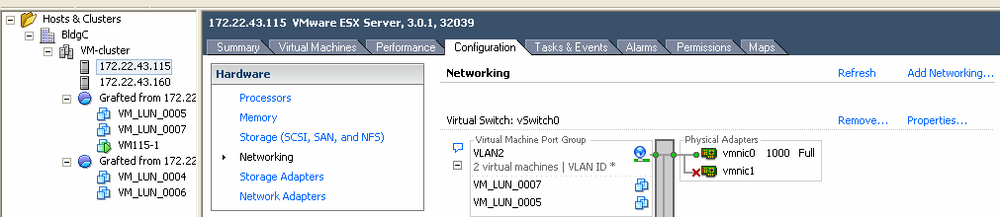 Hosts & Clusters
BldgC
VM-cluster
172.22.43.115
172.22.43.160
Grafted from 172.22
VM_LUN_0005
VM_LUN_0007
VM115-1
Grafted from 172.22
VM_LUN_0004
VM_LUN_0006
172.22.43.115 VMware ESX Server, 3.0.1, 32039
Summary Virtual Machines Performance Configuration Tasks & Events Alarms Permissions Maps
Hardware
Processors
Memory
Storage (SCSI, SAN, and NFS)
Networking
Storage Adapters
Network Adapters
Networking Refresh Add Networking...
Virtual Switch: vSwitch0 Remove... Properties...
Virtual Machine Port Group
VLAN2
2 virtual machines | VLAN ID *
VM_LUN_0007
VM_LUN_0005
Physical Adapters
vmnic0 1000 Full
vmnic1